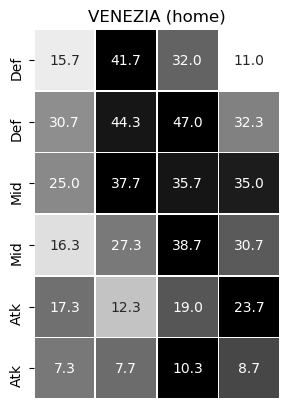 VENEZIA (home)
Def 15.7 41.7 32.0 11.0
Def 30.7 44.3 47.0 32.3
Mid 25.0 37.7 35.7 35.0
Mid 16.3 27.3 38.7 30.7
Atk 17.3 12.3 19.0 23.7
Atk 7.3 7.7 10.3 8.7